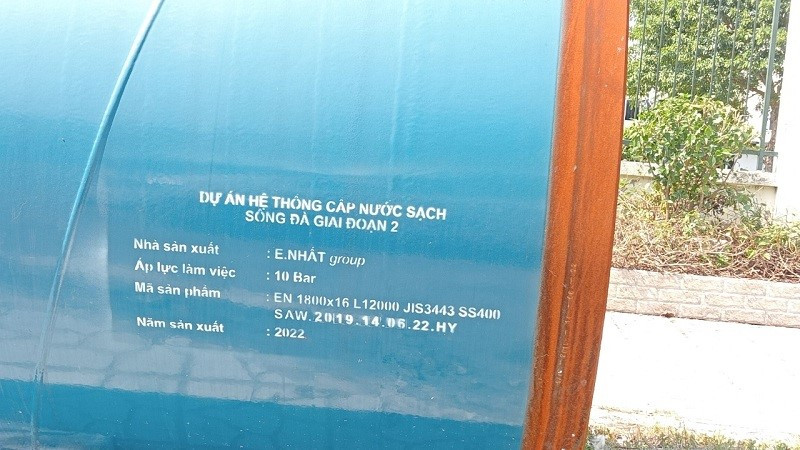 DỰ ÁN HỆ THỐNG CẤP NƯỚC SẠCH
SÔNG ĐÀ GIAI ĐOẠN 2
Nhà sản xuất : E.NHẤT group
Áp lực làm việc : 10 Bar
Mã sản phẩm : EN 1800x16 L12000 JIS3443 SS400
SAW.2019.14.06.22.HY
Năm sản xuất : 2022